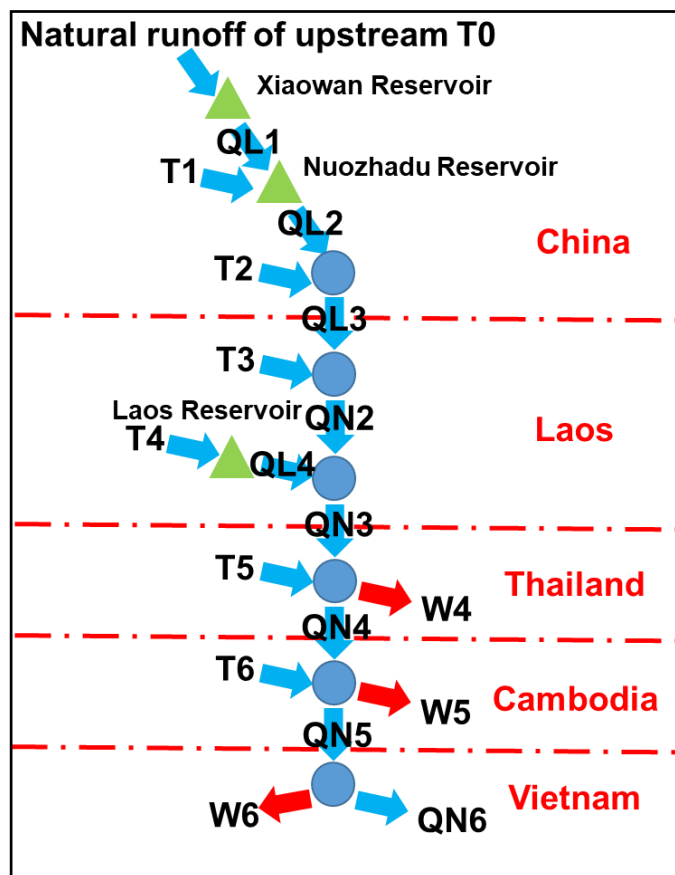 Natural runoff of upstream T0
Xiaowan Reservoir
QL1
T1
Nuozhadu Reservoir
QL2
China
T2
QL3
T3
Laos Reservoir
QN2
Laos
T4
QL4
QN3
T5
Thailand
W4
QN4
T6
Cambodia
W5
QN5
Vietnam
W6
QN6